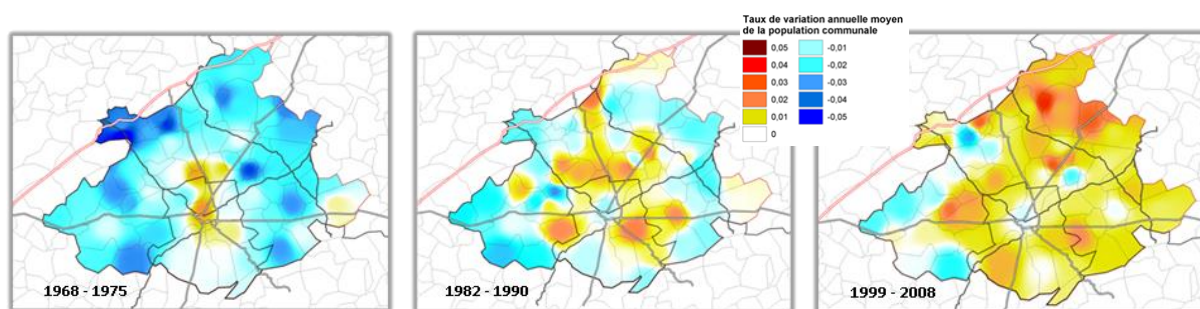 Taux de variation annuelle moyen
de la population communale
0,05 -0,01
0,04 -0,02
0,03 -0,03
0,02 -0,04
0,01 -0,05
0
1968 - 1975
1982 - 1990
1999 - 2008